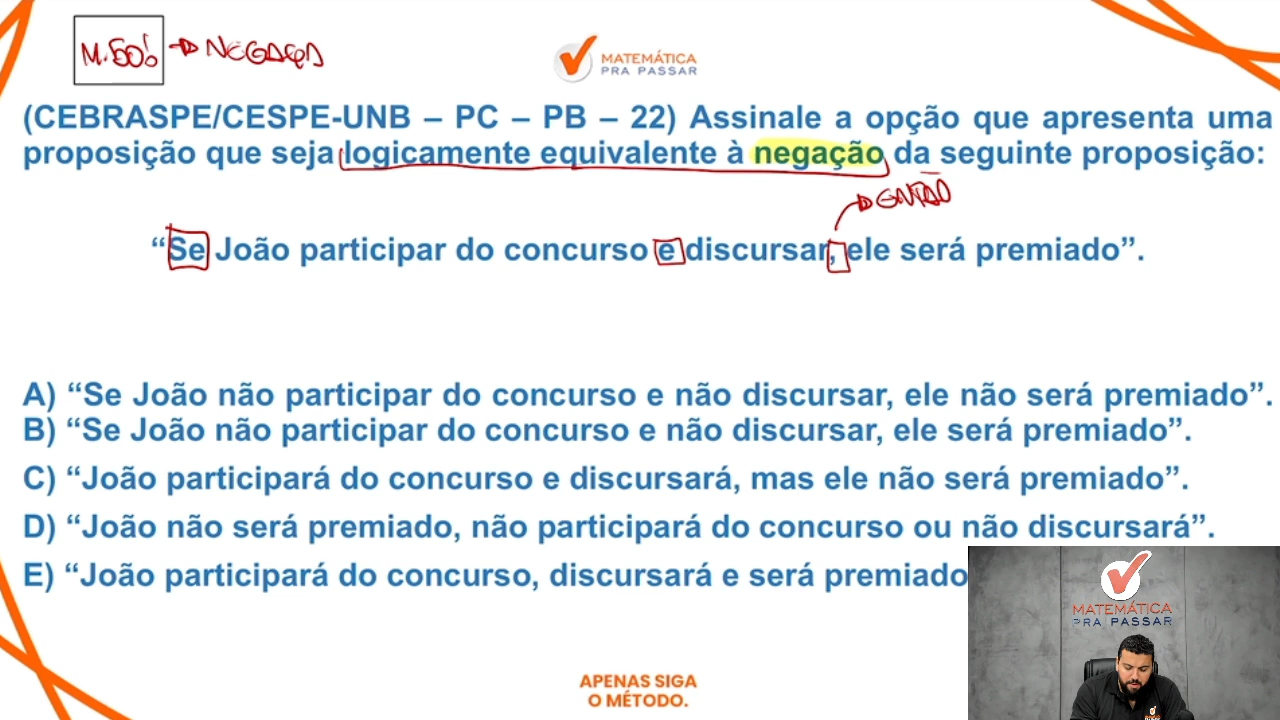 M.50! → NEGAÇÃO
MATEMÁTICA
PRA PASSAR
(CEBRASPE/CESPE-UNB – PC – PB – 22) Assinale a opção que apresenta uma
proposição que seja logicamente equivalente à negação da seguinte proposição:
ENTÃO
“Se João participar do concurso e discursar, ele será premiado”.
A) “Se João não participar do concurso e não discursar, ele não será premiado”.
B) “Se João não participar do concurso e não discursar, ele será premiado”.
C) “João participará do concurso e discursará, mas ele não será premiado”.
D) “João não será premiado, não participará do concurso ou não discursará”.
E) “João participará do concurso, discursará e será premiado
MATEMÁTICA
PRA PASSAR
APENAS SIGA
O MÉTODO.